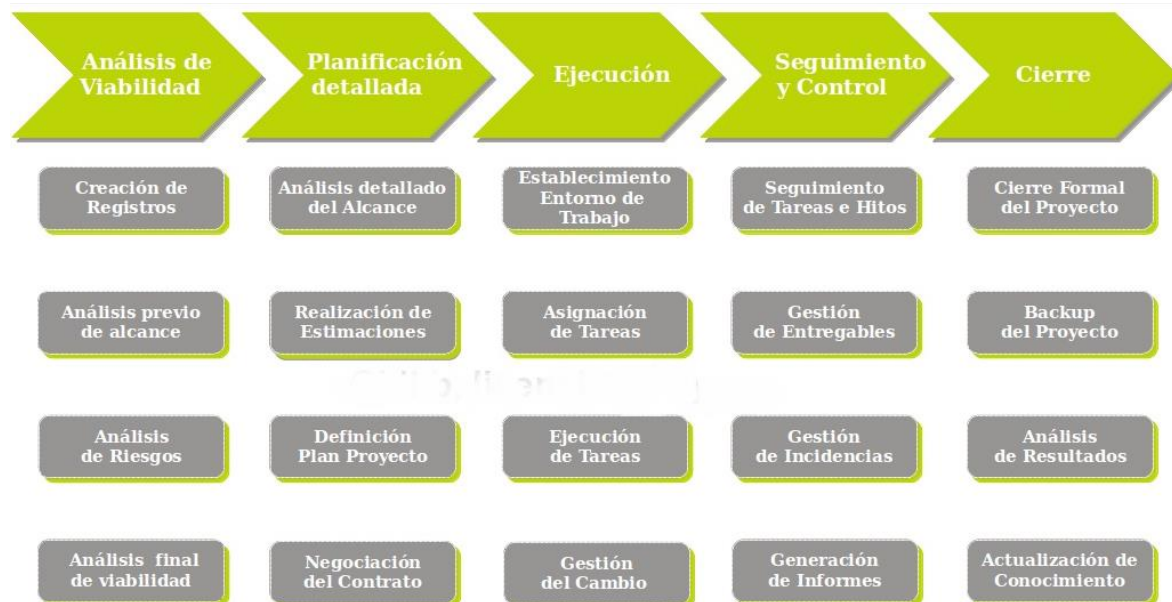 Análisis de
Viabilidad
Planificación
detallada
Ejecución
Seguimiento
y Control
Cierre
Creación de
Registros
Análisis detallado
del Alcance
Establecimiento
Entorno de
Trabajo
Seguimiento
de Tareas e Hitos
Cierre Formal
del Proyecto
Análisis previo
de alcance
Realización de
Estimaciones
Asignación
de Tareas
Gestión
de Entregables
Backup
del Proyecto
Análisis
de Riesgos
Definición
Plan Proyecto
Ejecución
de Tareas
Gestión
de Incidencias
Análisis
de Resultados
Análisis final
de viabilidad
Negociación
del Contrato
Gestión
del Cambio
Generación
de Informes
Actualización de
Conocimiento